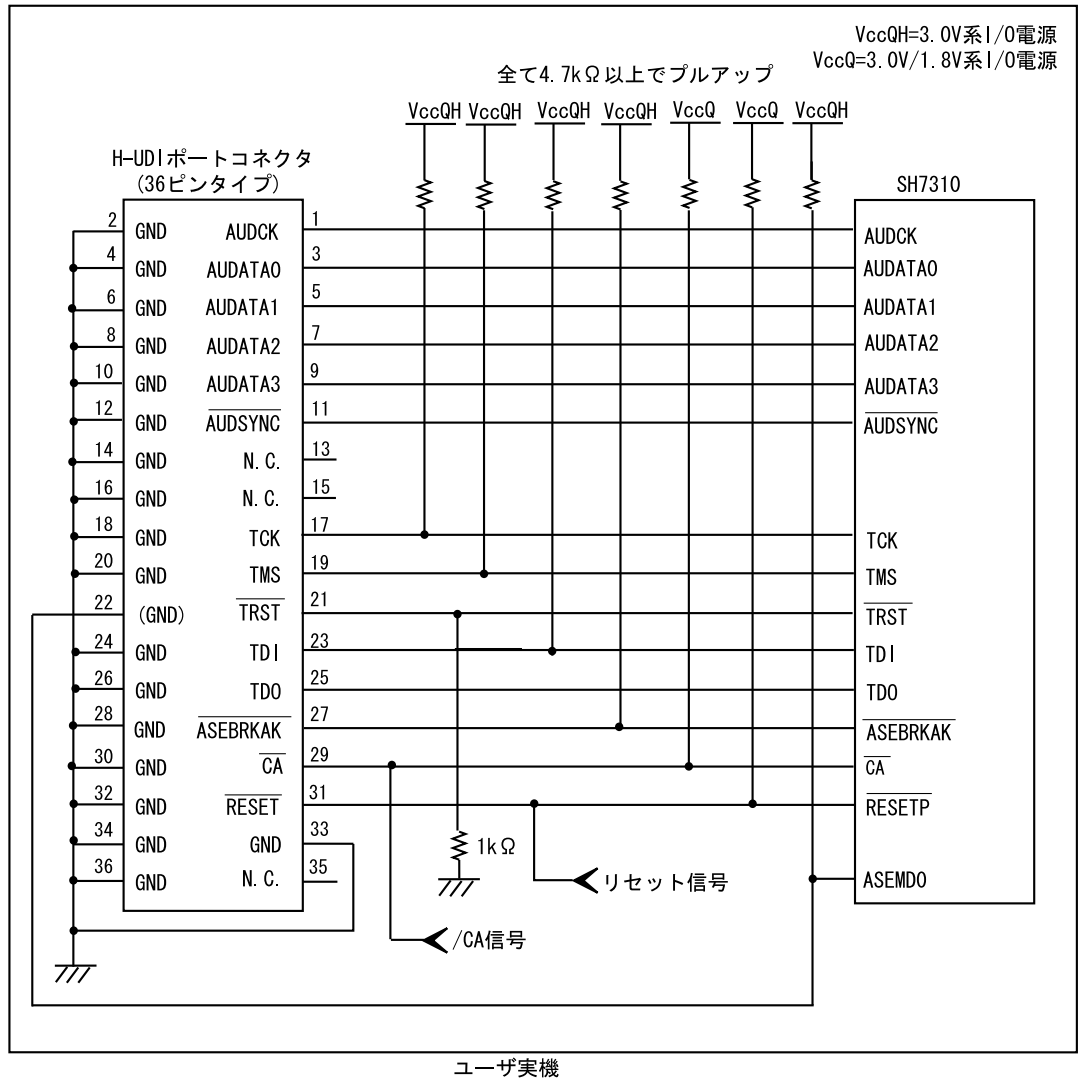 VccQH=3.0V系I/O電源
VccQ=3.0V/1.8V系I/O電源
全て4.7kΩ以上でプルアップ
VccQH VccQH VccQH VccQH VccQ VccQ VccQH
H-UDIポートコネクタ
(36ピンタイプ)
SH7310
2 GND AUDCK 1 AUDCK
4 GND AUDATA0 3 AUDATA0
6 GND AUDATA1 5 AUDATA1
8 GND AUDATA2 7 AUDATA2
10 GND AUDATA3 9 AUDATA3
12 GND AUDSYNC 11 AUDSYNC
14 GND N.C. 13
16 GND N.C. 15
18 GND TCK 17 TCK
20 GND TMS 19 TMS
22 (GND) TRST 21 TRST
24 GND TDI 23 TDI
26 GND TDO 25 TDO
28 GND ASEBRKAK 27 ASEBRKAK
30 GND CA 29 CA
32 GND RESET 31 RESETP
34 GND GND 33
1kΩ
36 GND N.C. 35 ASEMD0
リセット信号
/CA信号
ユーザ実機